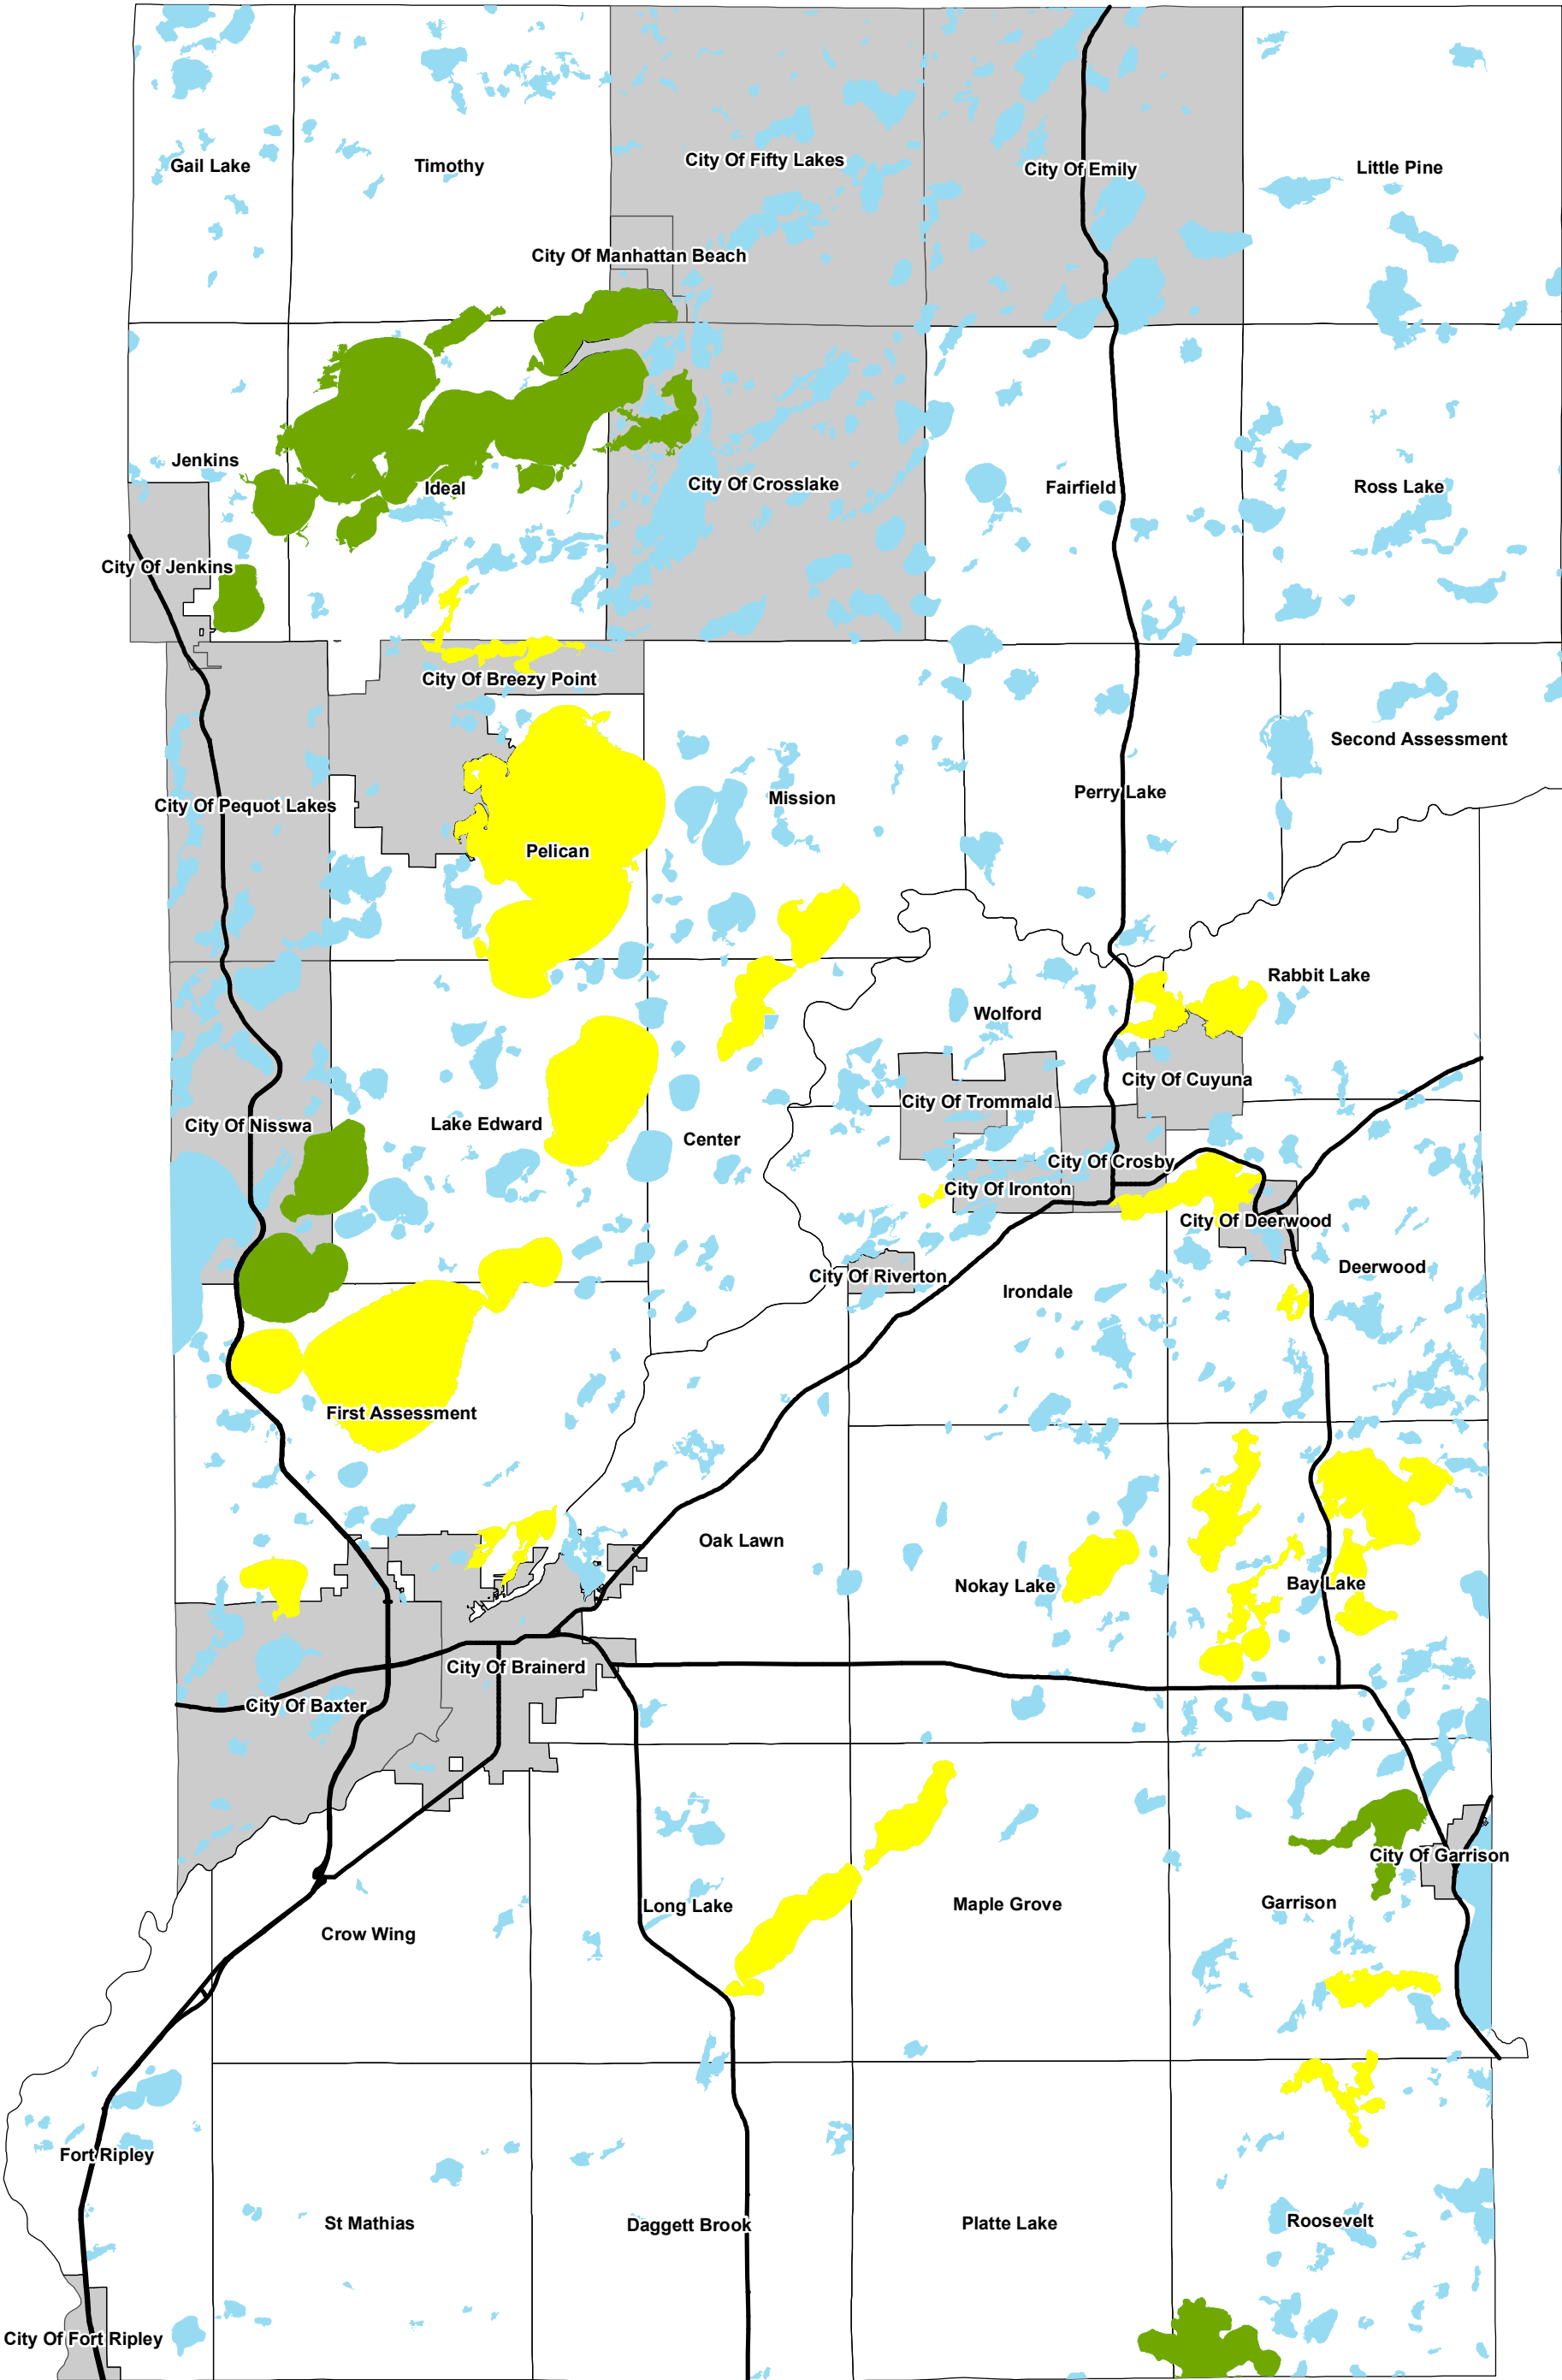 City Of Fifty Lakes
Gail Lake
Timothy
City Of Emily
Little Pine
City Of Manhattan Beach
Jenkins
Ideal
City Of Crosslake
Fairfield
Ross Lake
City Of Jenkins
City Of Breezy Point
Second Assessment
City Of Pequot Lakes
Mission
Perry Lake
Pelican
Rabbit Lake
Wolford
City Of Cuyuna
City Of Trommald
City Of Nisswa
Lake Edward
Center
City Of Crosby
City Of Ironton
City Of Deerwood
Deerwood
City Of Riverton
Irondale
First Assessment
Oak Lawn
Nokay Lake
Bay Lake
City Of Brainerd
City Of Baxter
City Of Garrison
Long Lake
Maple Grove
Garrison
Crow Wing
Fort Ripley
St Mathias
Daggett Brook
Platte Lake
Roosevelt
City Of Fort Ripley